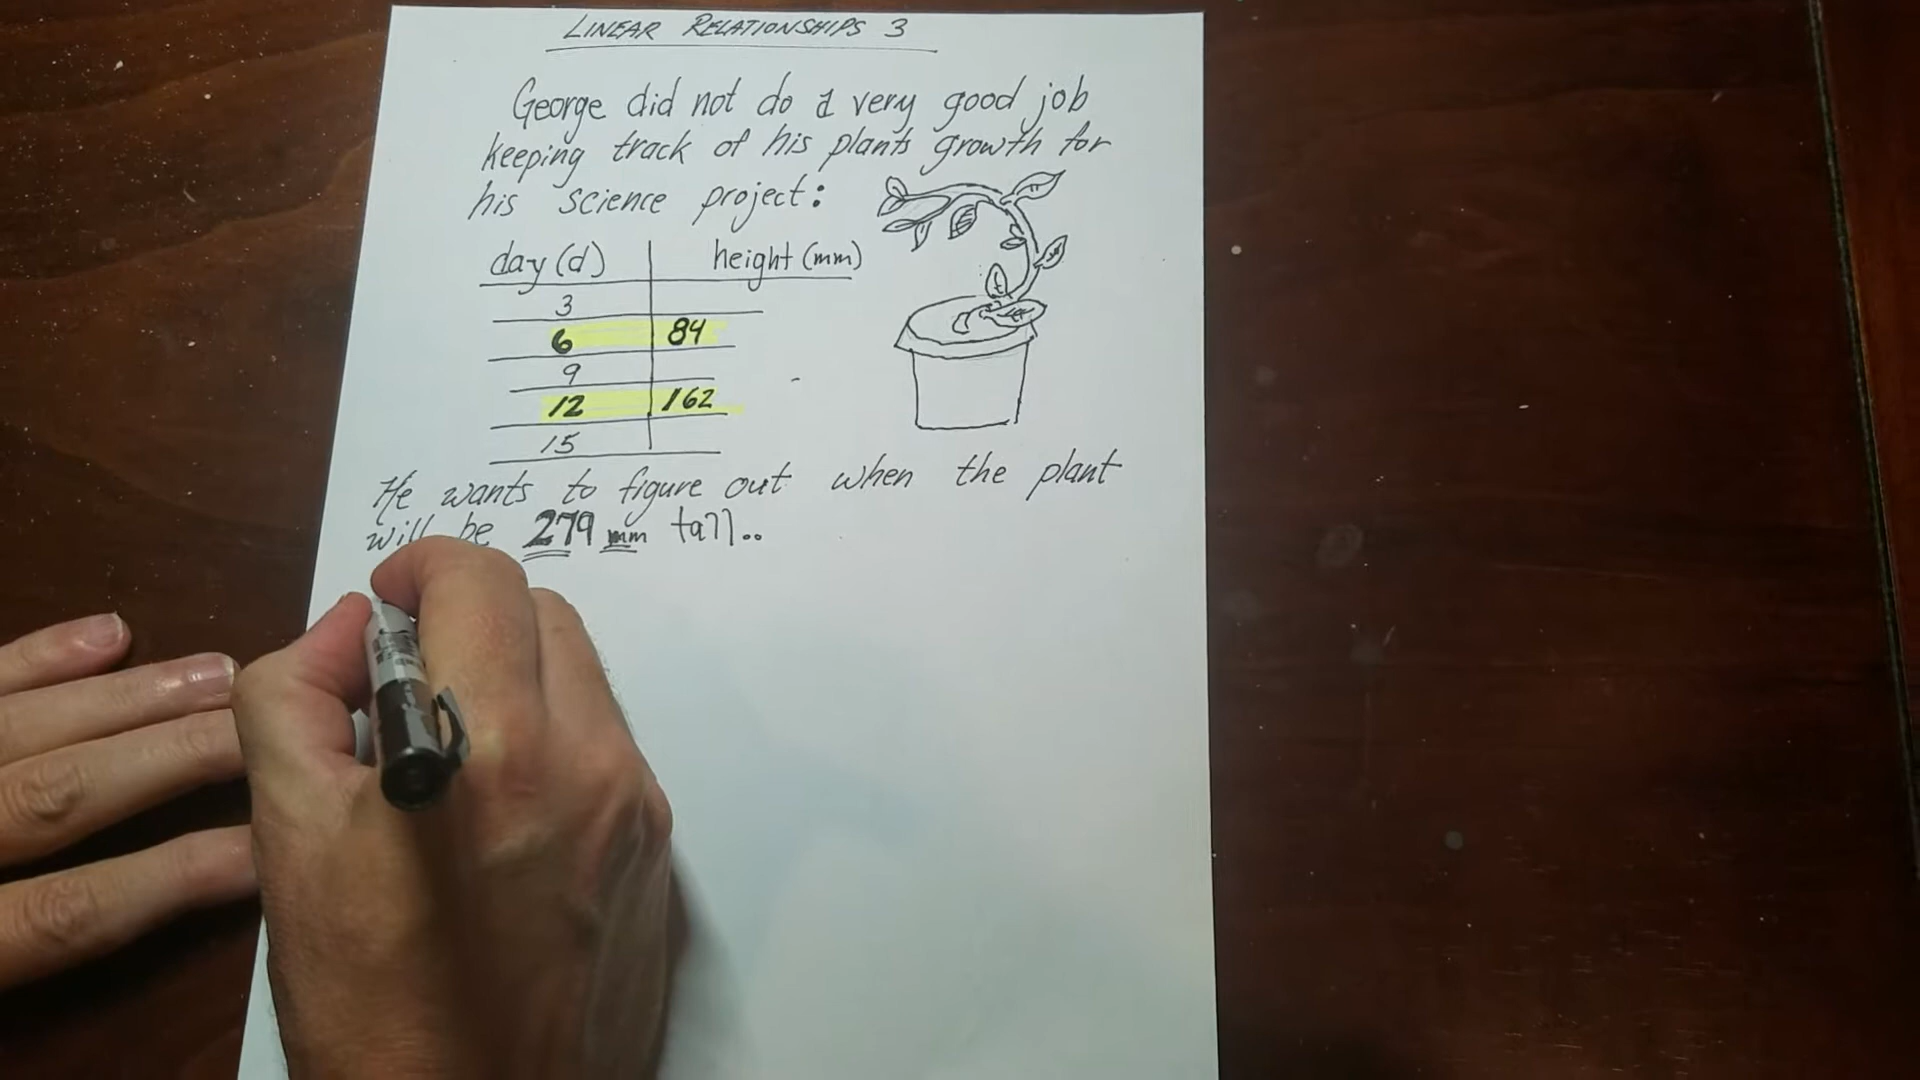 LINEAR RELATIONSHIPS 3
George did not do a very good job
keeping track of his plants growth for
his science project:
day (d) height (mm)
3
6 84
9
12 162
15
He wants to figure out when the plant
will be 279 mm tall..